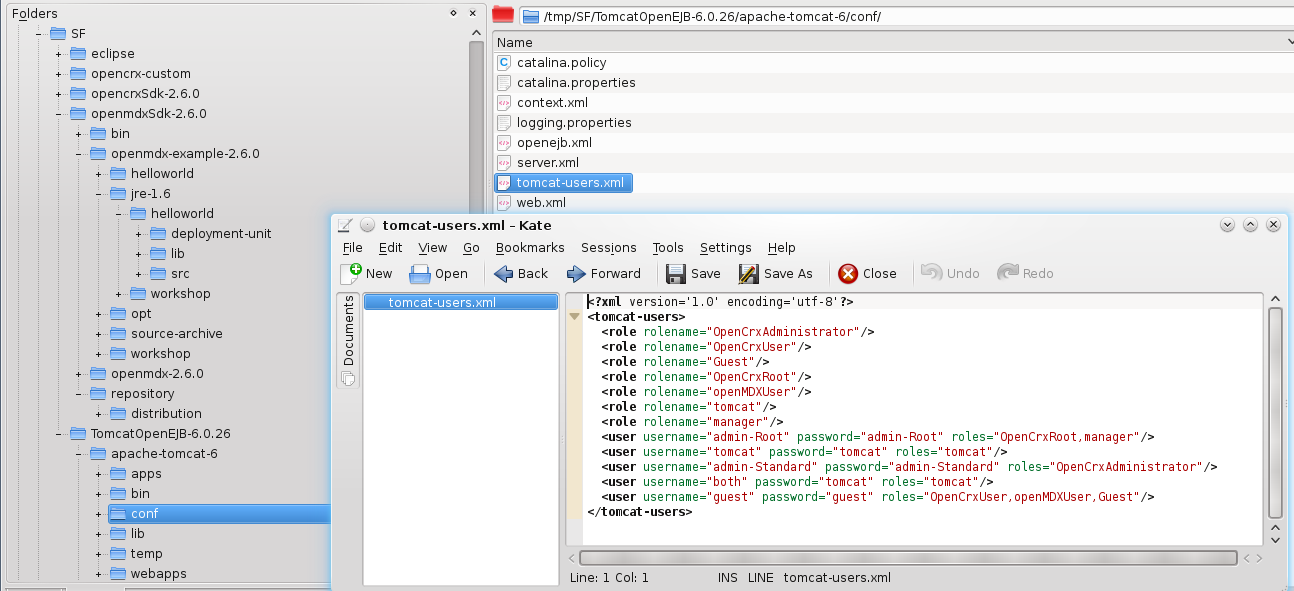 Folders
SF
eclipse
opencrx-custom
opencrxSdk-2.6.0
openmdxSdk-2.6.0
bin
openmdx-example-2.6.0
helloworld
jre-1.6
helloworld
deployment-unit
lib
src
workshop
opt
source-archive
workshop
openmdx-2.6.0
repository
distribution
TomcatOpenEJB-6.0.26
apache-tomcat-6
apps
bin
conf
lib
temp
webapps
/tmp/SF/TomcatOpenEJB-6.0.26/apache-tomcat-6/conf/
Name
catalina.policy
catalina.properties
context.xml
logging.properties
openejb.xml
server.xml
tomcat-users.xml
web.xml
tomcat-users.xml – Kate
File Edit View Go Bookmarks Sessions Tools Settings Help
New Open Back Forward Save Save As Close Undo Redo
Documents
tomcat-users.xml
<?xml version='1.0' encoding='utf-8'?>
<tomcat-users>
<role rolename="OpenCrxAdministrator"/>
<role rolename="OpenCrxUser"/>
<role rolename="Guest"/>
<role rolename="OpenCrxRoot"/>
<role rolename="openMDXUser"/>
<role rolename="tomcat"/>
<role rolename="manager"/>
<user username="admin-Root" password="admin-Root" roles="OpenCrxRoot,manager"/>
<user username="tomcat" password="tomcat" roles="tomcat"/>
<user username="admin-Standard" password="admin-Standard" roles="OpenCrxAdministrator"/>
<user username="both" password="tomcat" roles="tomcat"/>
<user username="guest" password="guest" roles="OpenCrxUser,openMDXUser,Guest"/>
</tomcat-users>
Line: 1 Col: 1 INS LINE tomcat-users.xml